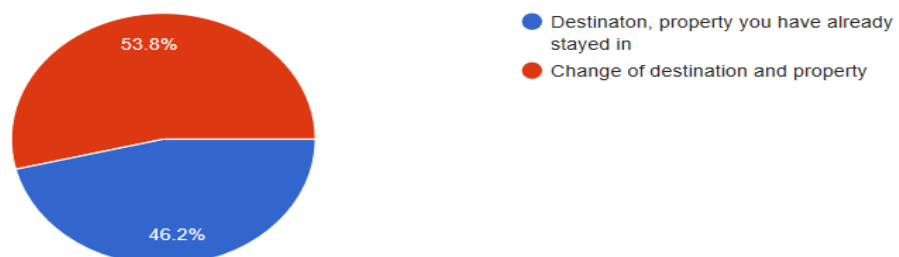 53.8%
46.2%
Destinaton, property you have already
stayed in
Change of destination and property